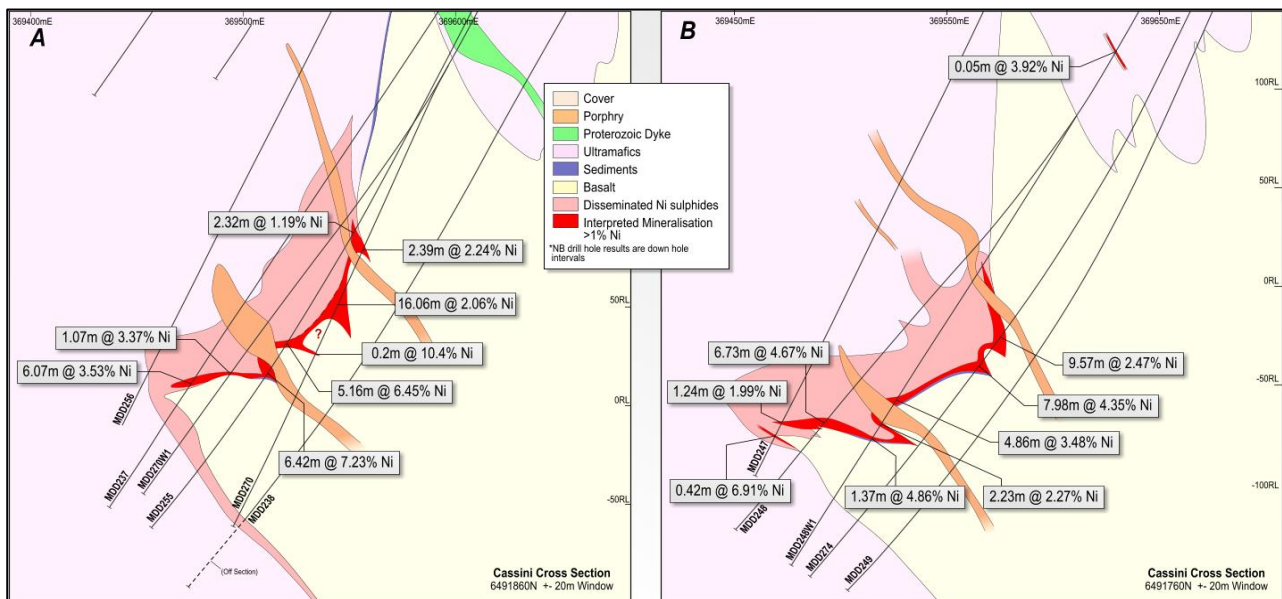 A
369400mE
369500mE
369600mE
2.32m @ 1.19% Ni
2.39m @ 2.24% Ni
16.06m @ 2.06% Ni
?
1.07m @ 3.37% Ni
0.2m @ 10.4% Ni
6.07m @ 3.53% Ni
5.16m @ 6.45% Ni
6.42m @ 7.23% Ni
50RL
0RL
-50RL
MDD256
MDD237
MDD270W1
MDD255
MDD270
MDD238
(Off Section)
Cassini Cross Section
6491860N +- 20m Window
Cover
Porphry
Proterozoic Dyke
Ultramafics
Sediments
Basalt
Disseminated Ni sulphides
Interpreted Mineralisation
>1% Ni
*NB drill hole results are down hole
intervals
B
369450mE
369550mE
369650mE
0.05m @ 3.92% Ni
100RL
50RL
0RL
-50RL
-100RL
6.73m @ 4.67% Ni
9.57m @ 2.47% Ni
1.24m @ 1.99% Ni
7.98m @ 4.35% Ni
4.86m @ 3.48% Ni
0.42m @ 6.91% Ni
1.37m @ 4.86% Ni
2.23m @ 2.27% Ni
MDD247
MDD248
MDD248W1
MDD274
MDD249
Cassini Cross Section
6491760N +- 20m Window